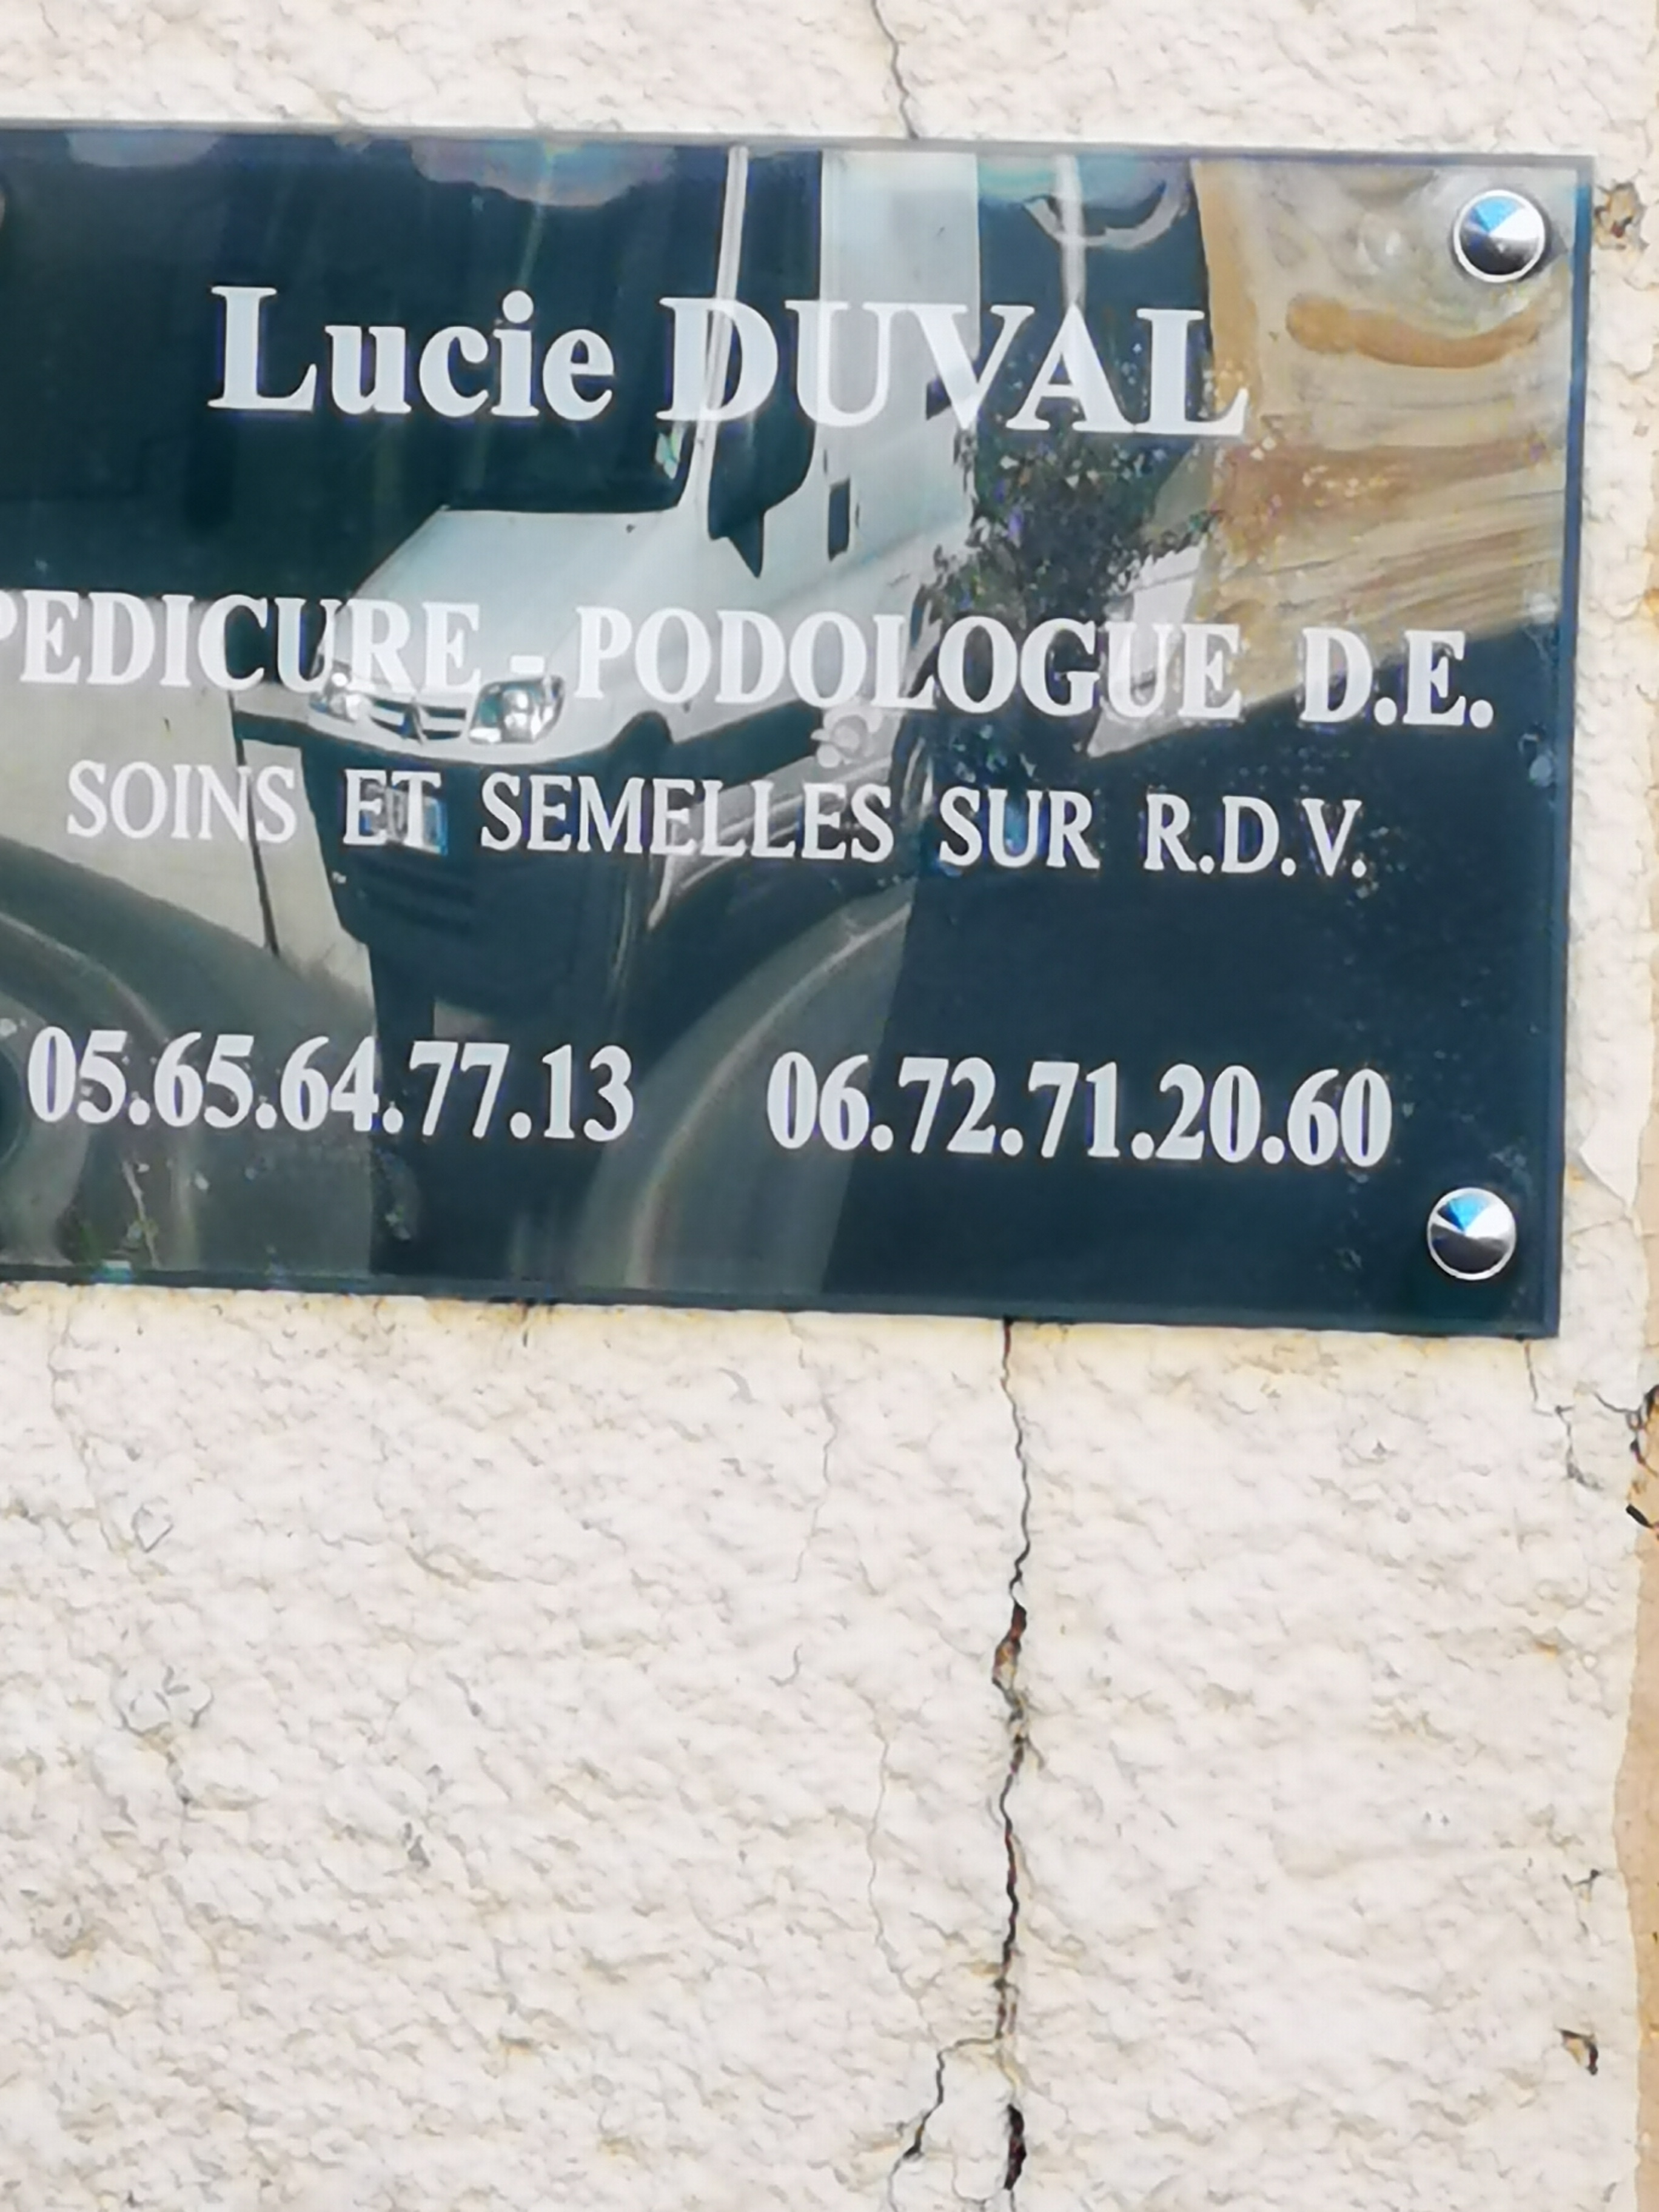 Lucie DUVAL
PEDICURE - PODOLOGUE D.E.
SOINS ET SEMELLES SUR R.D.V.
05.65.64.77.13 06.72.71.20.60